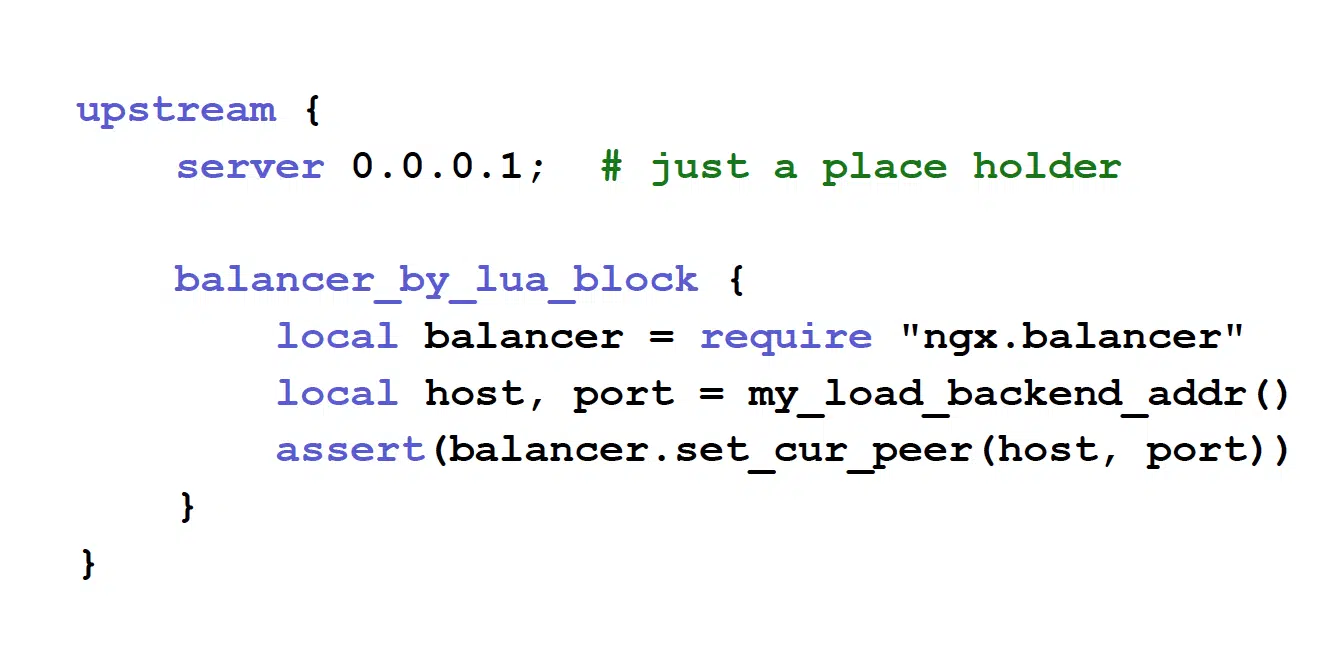 upstream {
    server 0.0.0.1;  # just a place holder

    balancer_by_lua_block {
        local balancer = require "ngx.balancer"
        local host, port = my_load_backend_addr()
        assert(balancer.set_cur_peer(host, port))
    }
}